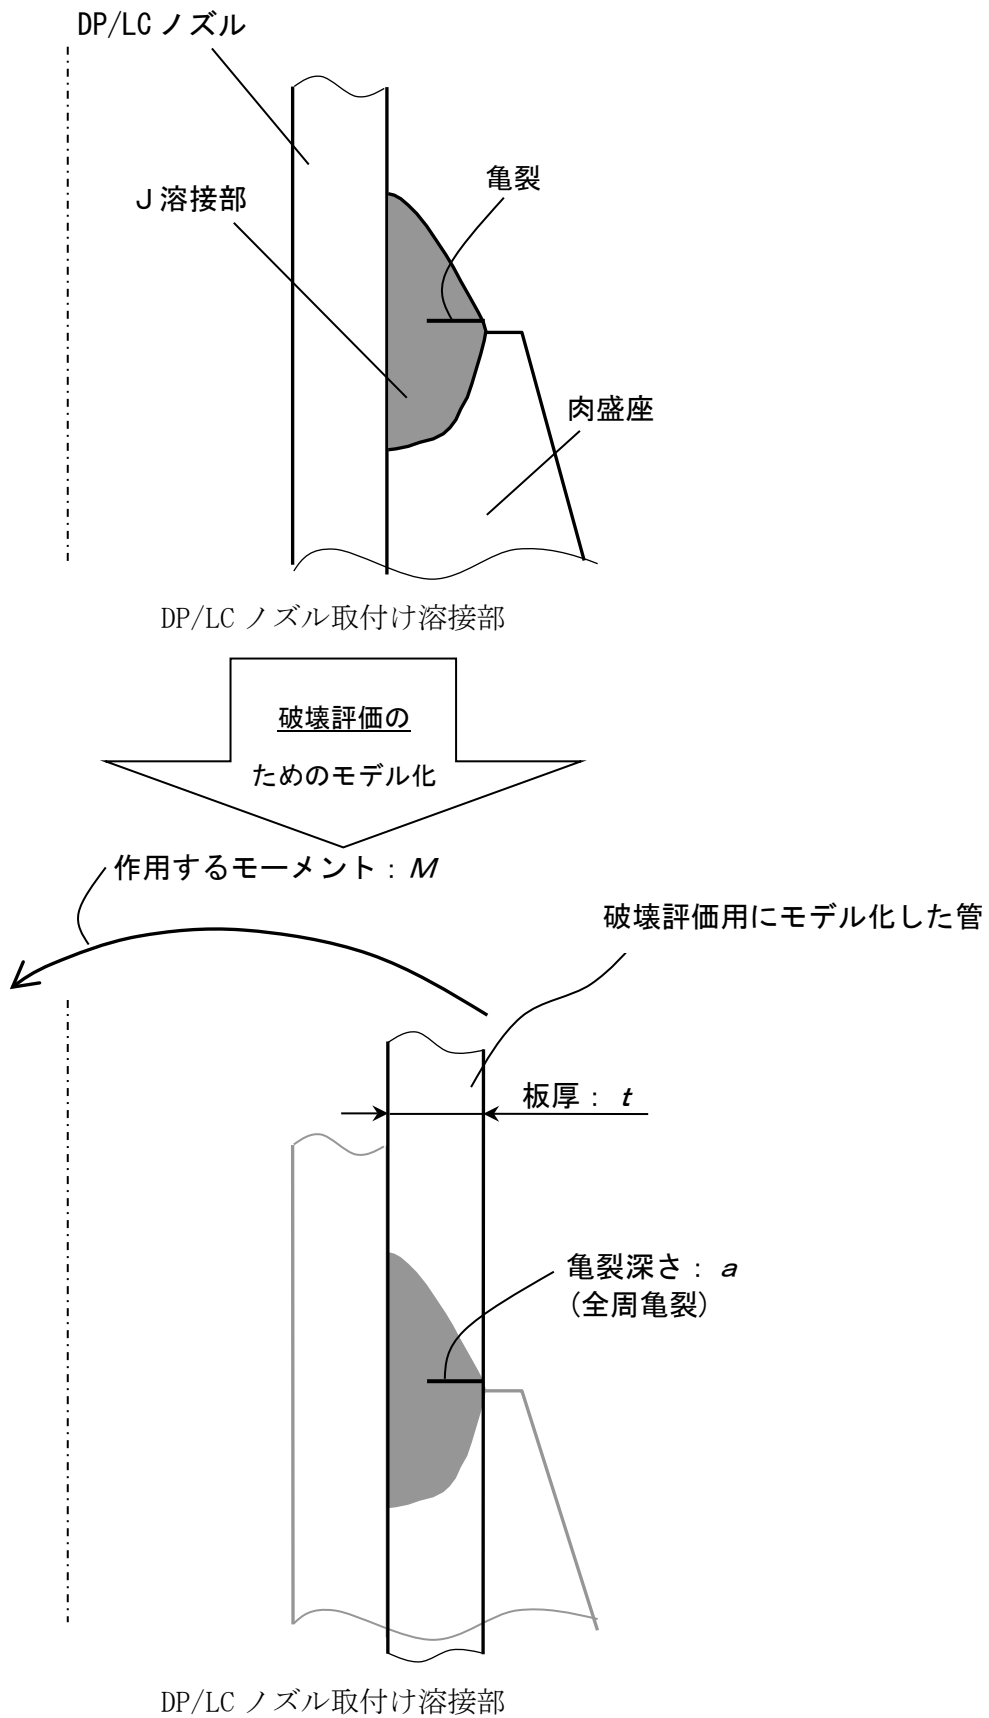 DP/LC ノズル
亀裂
J 溶接部
肉盛座
DP/LC ノズル取付け溶接部
破壊評価の
ためのモデル化
作用するモーメント：M
破壊評価用にモデル化した管
板厚： t
亀裂深さ： a
(全周亀裂)
DP/LC ノズル取付け溶接部